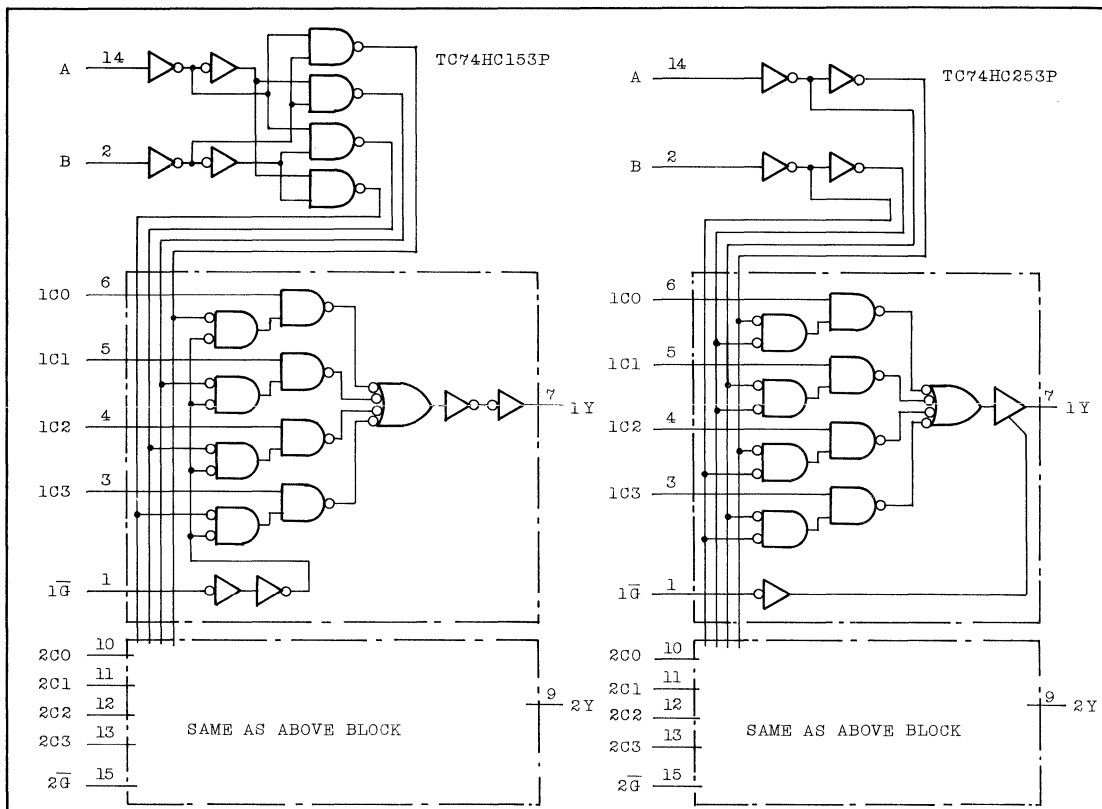 TC74HC153P
A 14
B 2
1C0 6
1C1 5
1C2 4
1C3 3
1G̅ 1
7 1Y
2C0 10
2C1 11
2C2 12
2C3 13
2G̅ 15
9 2Y
SAME AS ABOVE BLOCK
TC74HC253P
A 14
B 2
1C0 6
1C1 5
1C2 4
1C3 3
1G̅ 1
7 1Y
2C0 10
2C1 11
2C2 12
2C3 13
2G̅ 15
9 2Y
SAME AS ABOVE BLOCK